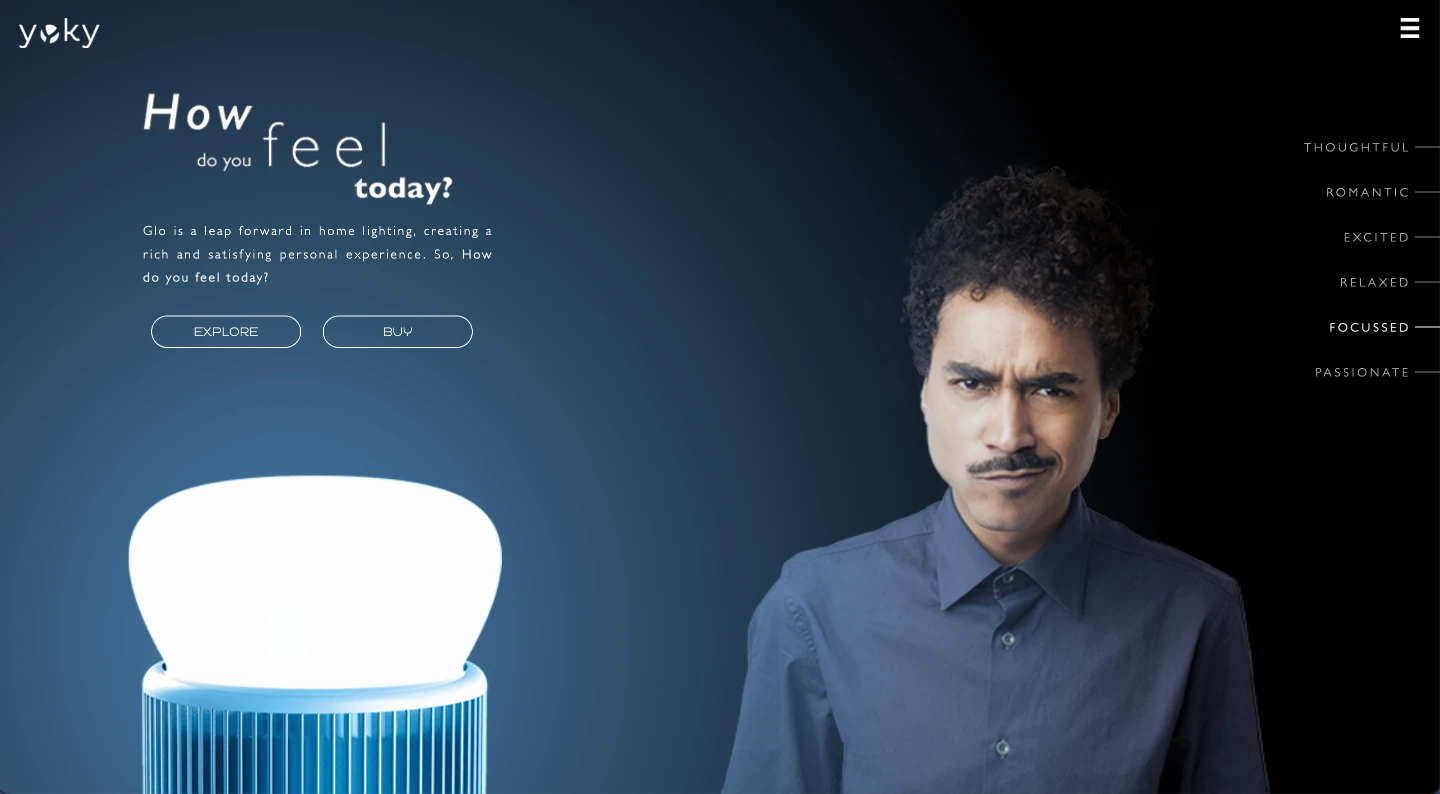 yoky
How
do you feel
today?
Glo is a leap forward in home lighting, creating a
rich and satisfying personal experience. So, How
do you feel today?
EXPLORE
BUY
THOUGHTFUL
ROMANTIC
EXCITED
RELAXED
FOCUSSED
PASSIONATE